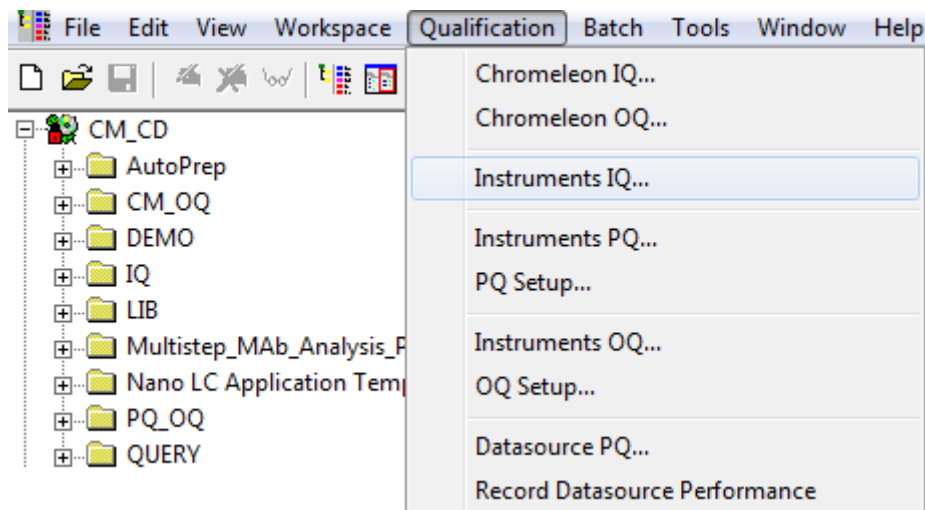 File Edit View Workspace Qualification Batch Tools Window Help
Chromeleon IQ...
Chromeleon OQ...
Instruments IQ...
Instruments PQ...
PQ Setup...
Instruments OQ...
OQ Setup...
Datasource PQ...
Record Datasource Performance
CM_CD
AutoPrep
CM_OQ
DEMO
IQ
LIB
Multistep_MAb_Analysis_P
Nano LC Application Tem
PQ_OQ
QUERY